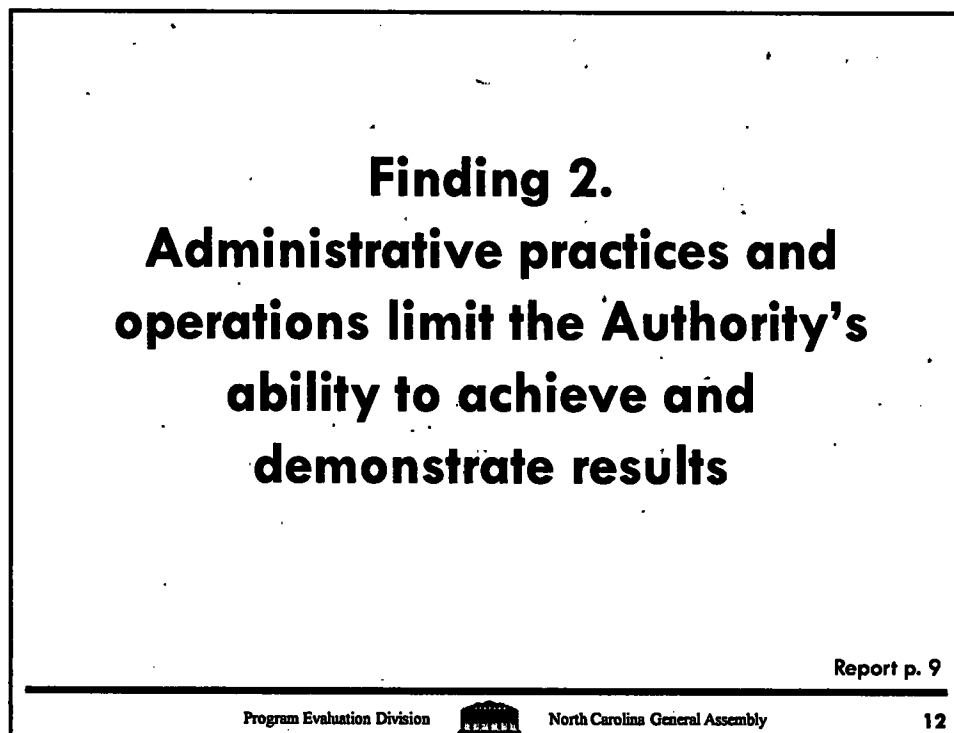 Finding 2.
Administrative practices and
operations limit the Authority's
ability to achieve and
demonstrate results
Report p. 9
Program Evaluation Division North Carolina General Assembly 12